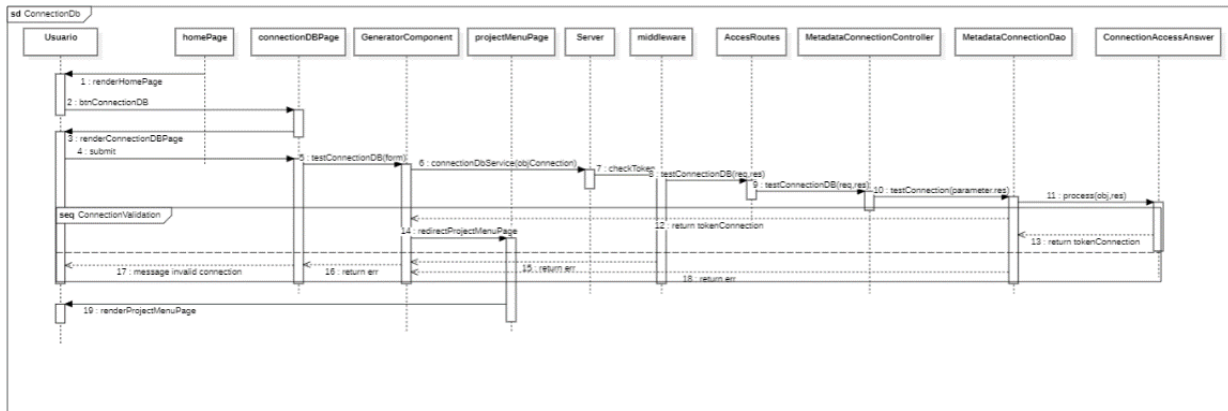 sd ConnectionDb
Usuario
homePage
connectionDBPage
GeneratorComponent
projectMenuPage
Server
middleware
AccesRoutes
MetadataConnectionController
MetadataConnectionDao
ConnectionAccessAnswer
1 : renderHomePage
2 : btnConnectionDB
3 : renderConnectionDBPage
4 : submit
5 : testConnectionDB(form)
6 : connectionDbService(objConnection)
7 : checkToken
8 : testConnectionDB(req,res)
9 : testConnectionDB(req,res)
10 : testConnection(parameter.res)
11 : process(obj,res)
seq ConnectionValidation
12 : return tokenConnection
14 : redirectProjectMenuPage
13 : return tokenConnection
17 : message invalid connection
16 : return err
15 : return err
18 : return err
19 : renderProjectMenuPage